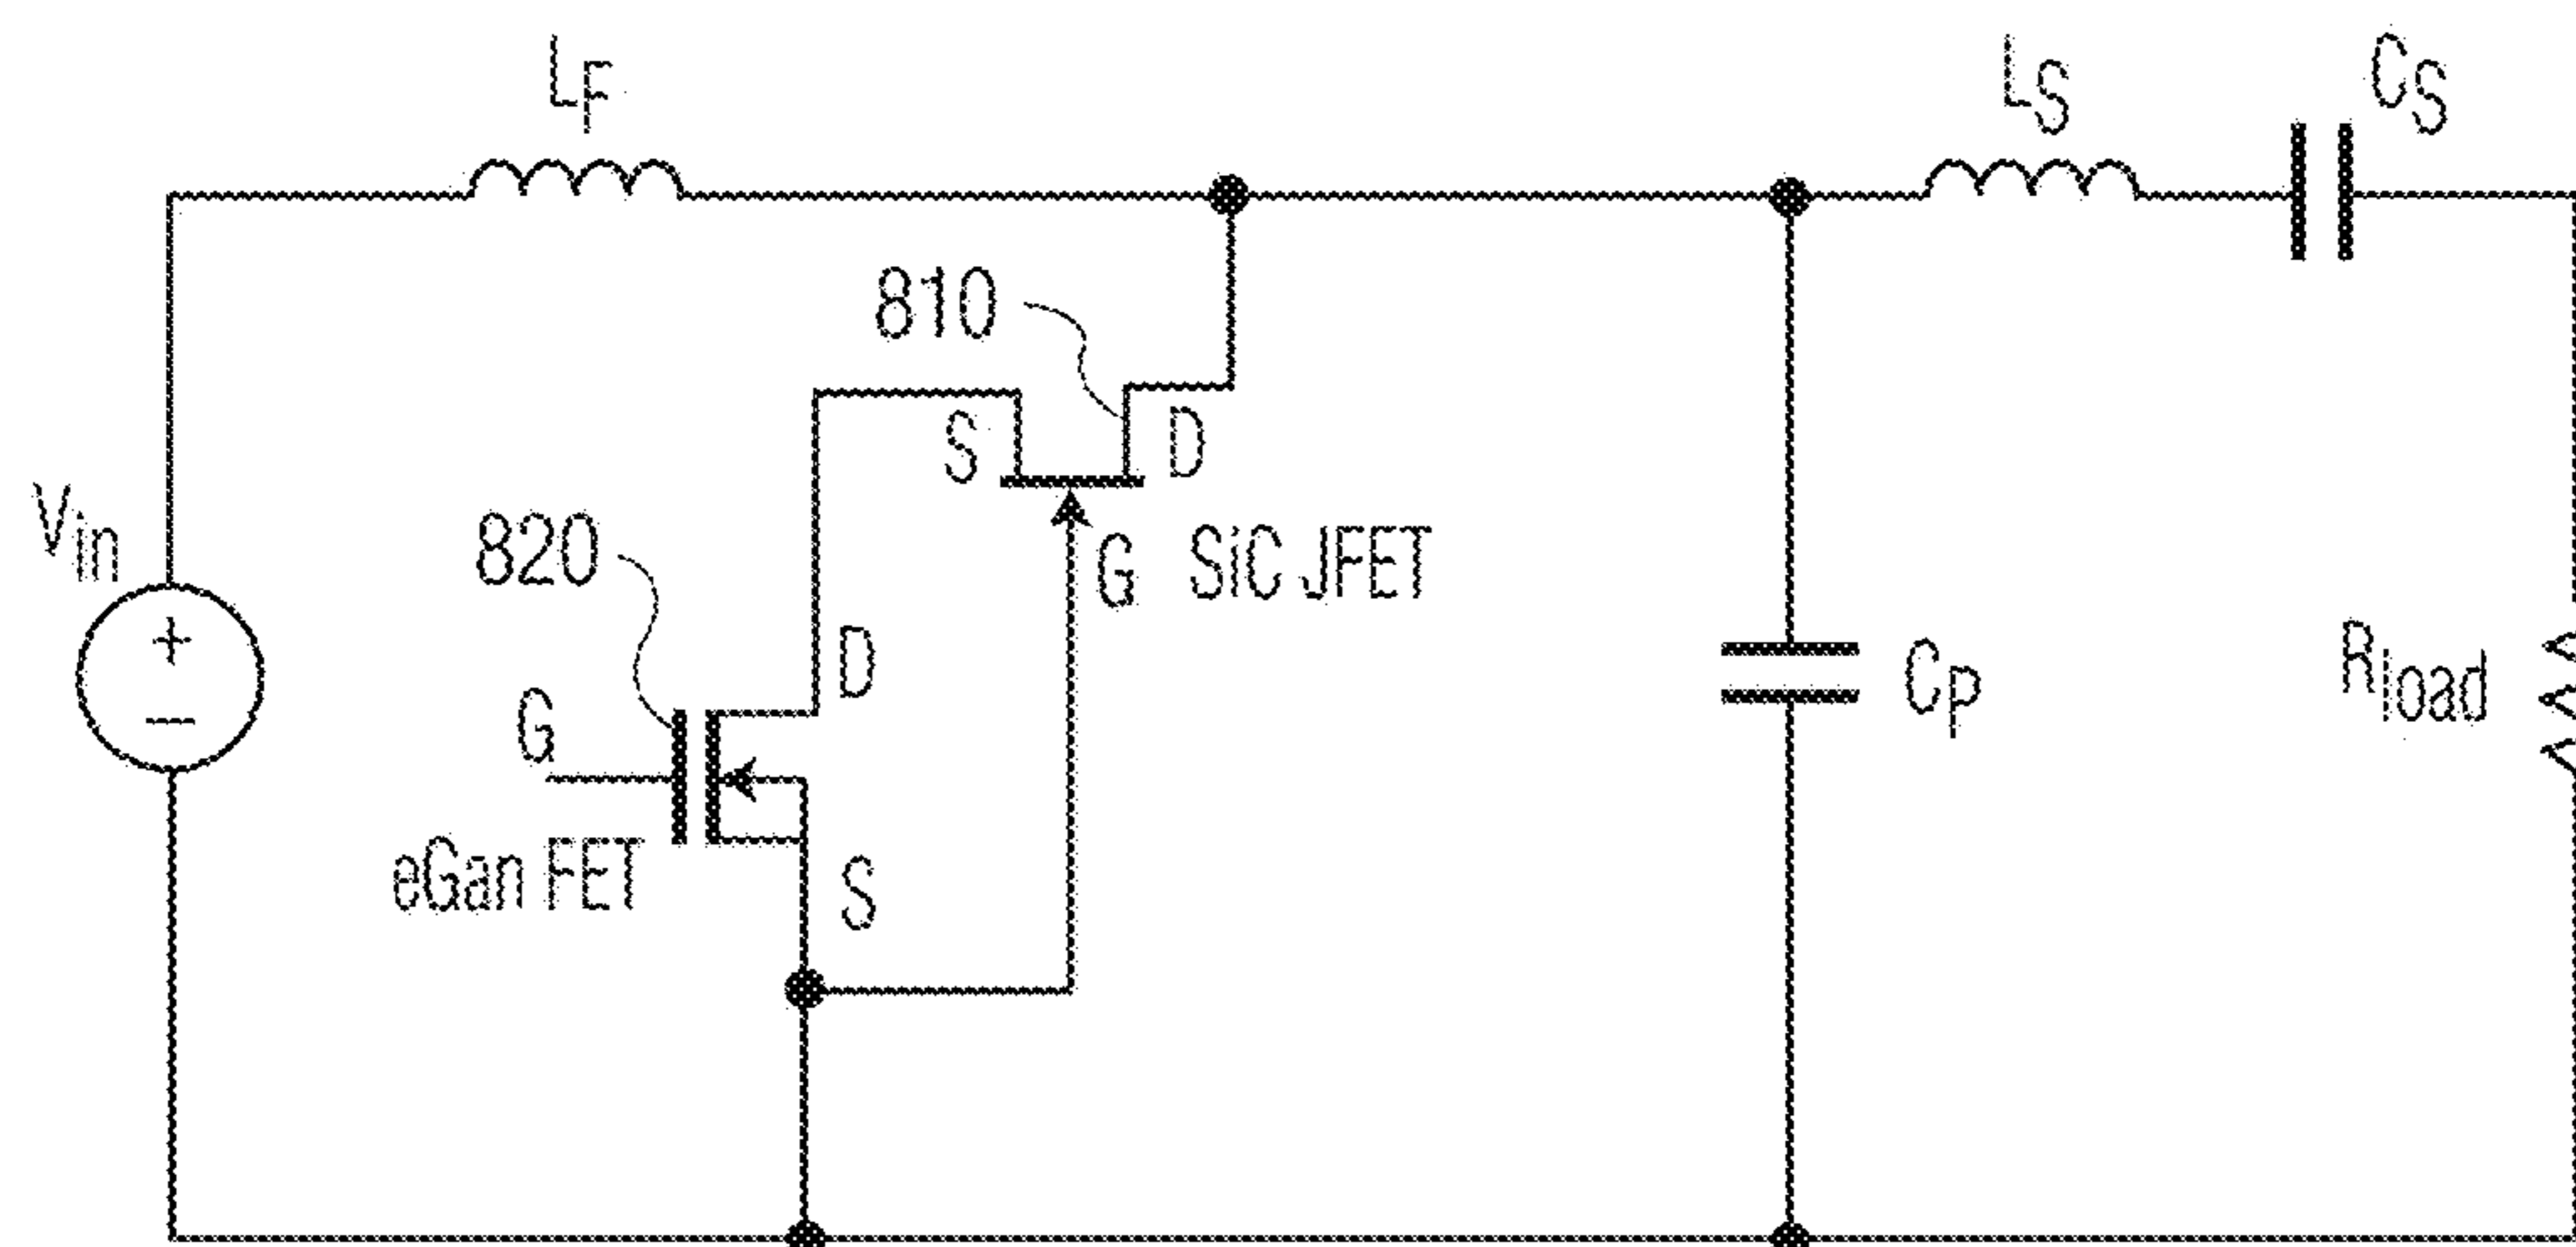 LF
LS
CS
810
S
D
Vin
820
G SiC JFET
+
−
D
G
CP
Rload
eGan FET
S